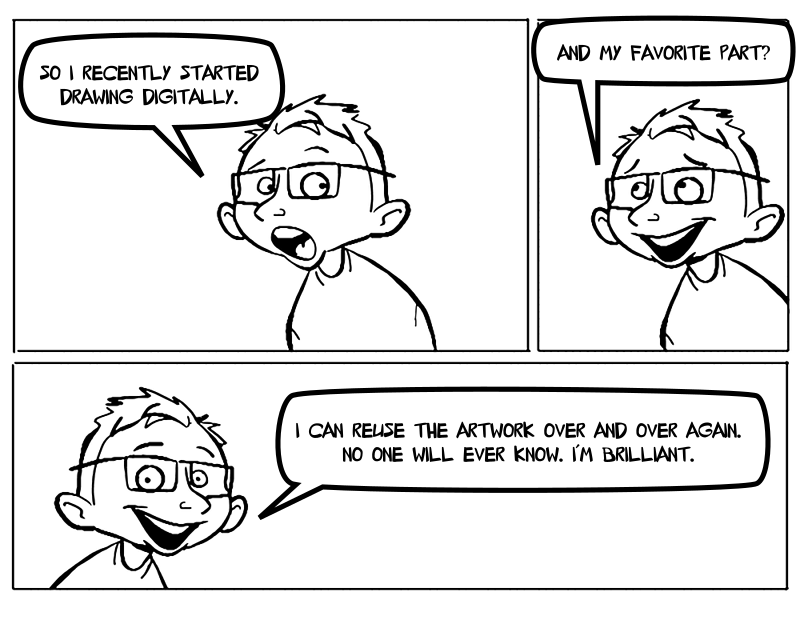 SO I RECENTLY STARTED
DRAWING DIGITALLY.
AND MY FAVORITE PART?
I CAN REUSE THE ARTWORK OVER AND OVER AGAIN.
NO ONE WILL EVER KNOW. I'M BRILLIANT.